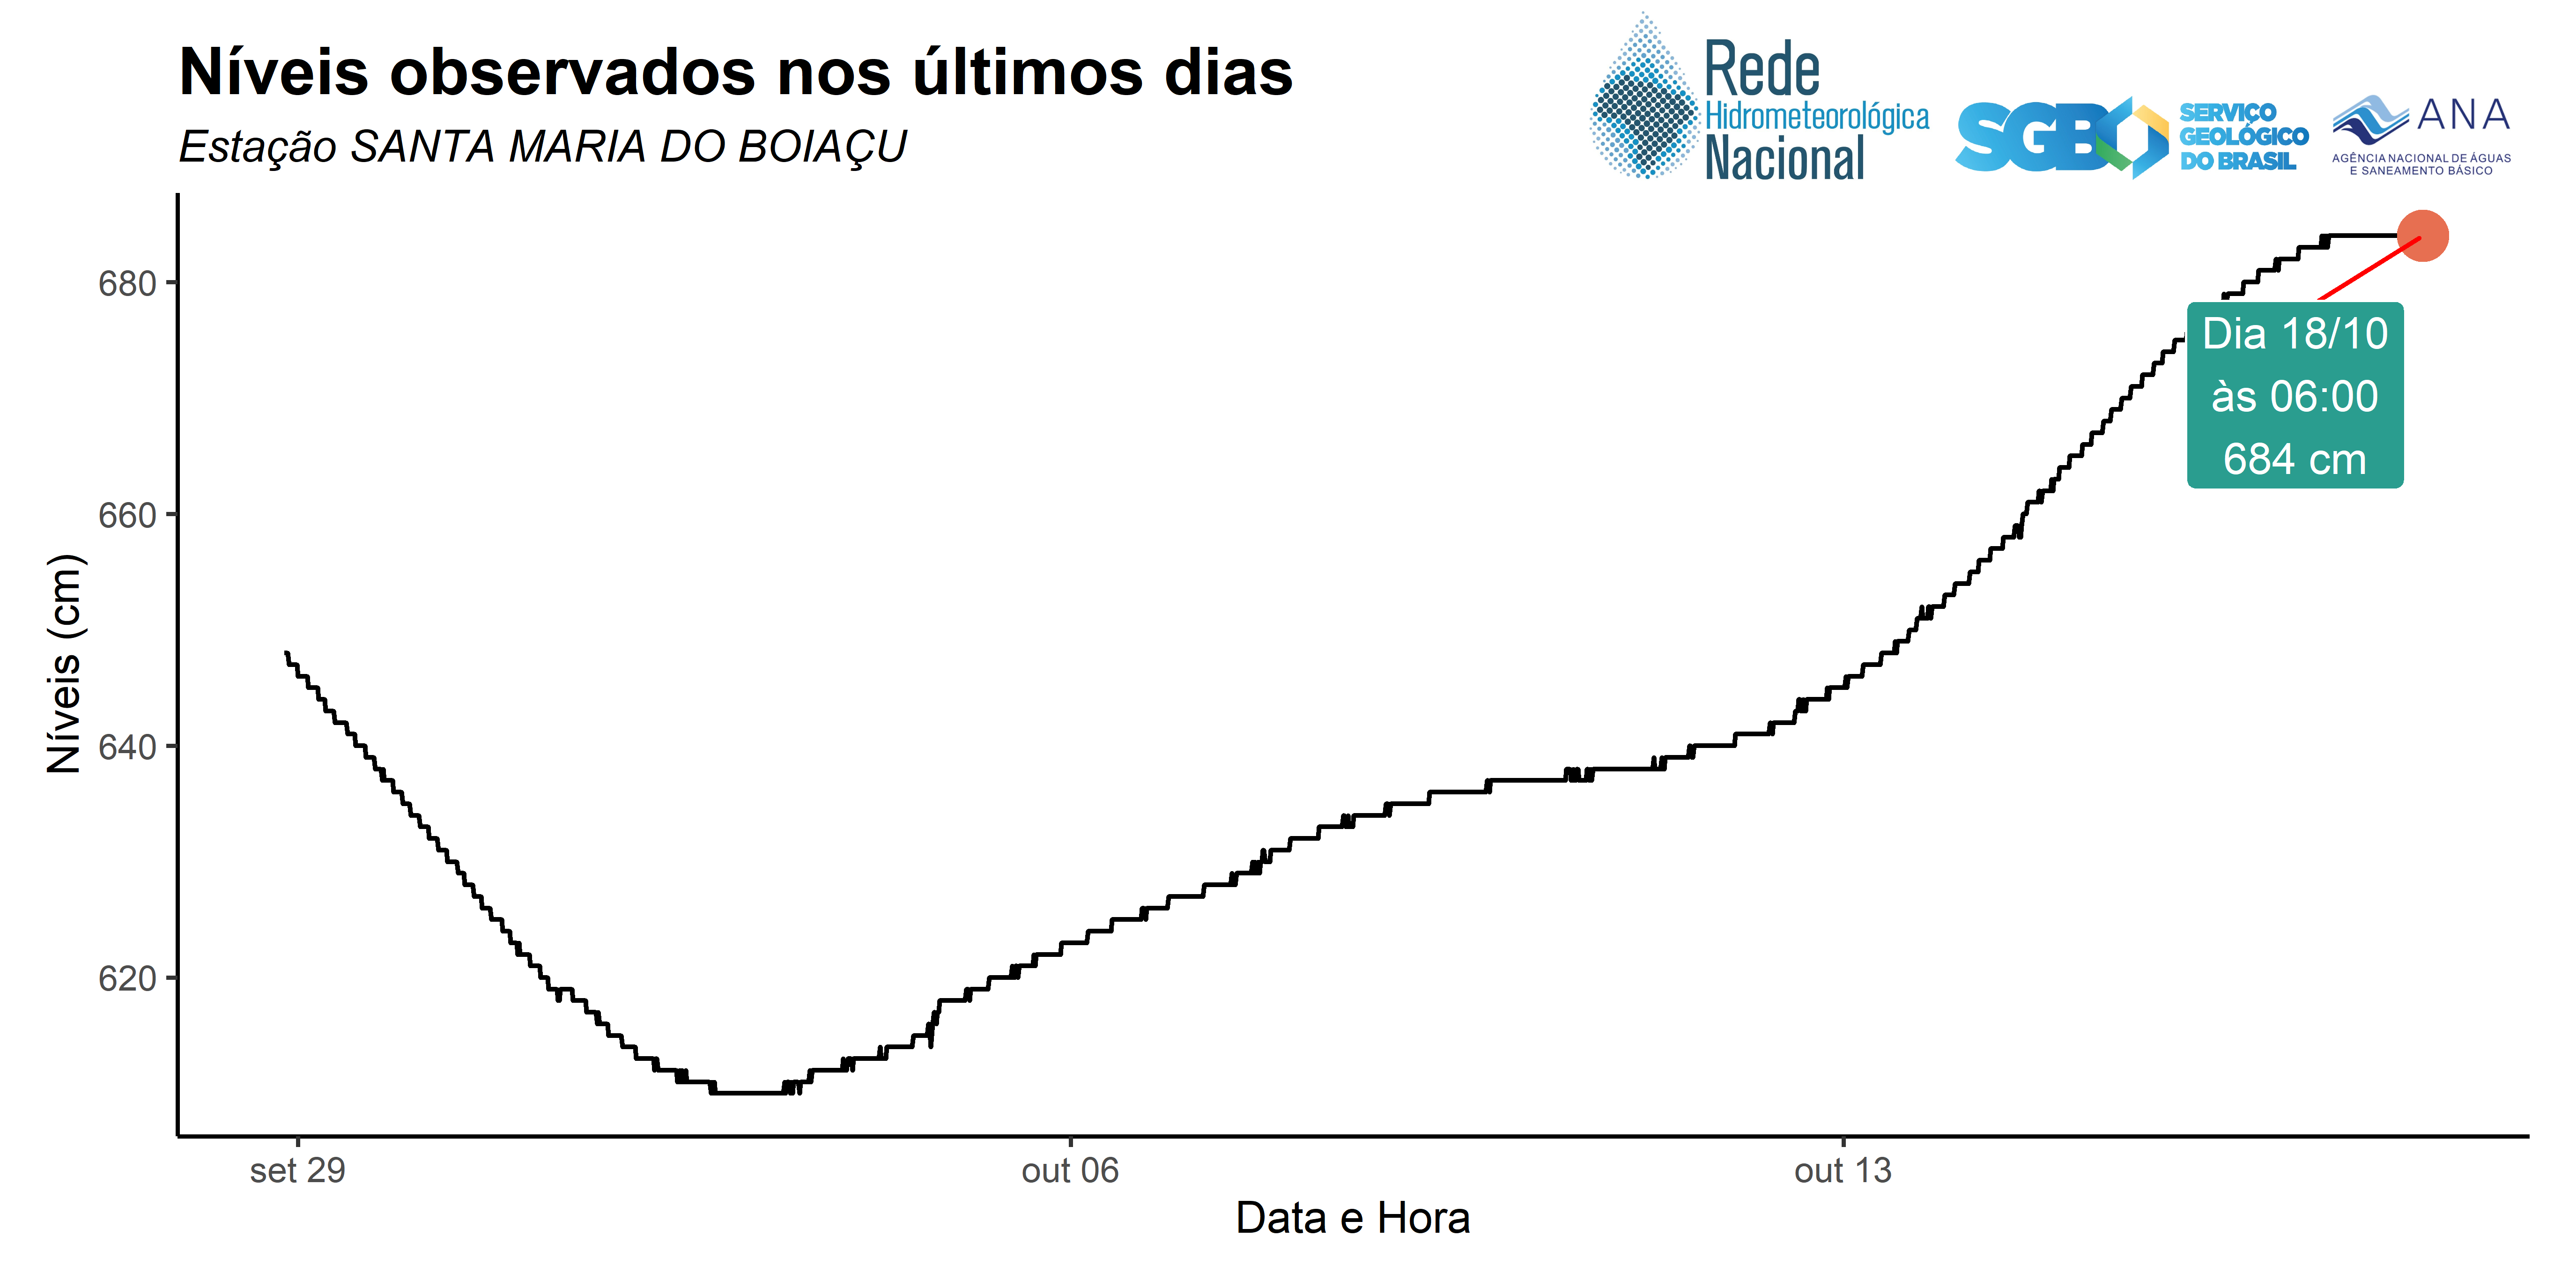 Níveis observados nos últimos dias
Estação SANTA MARIA DO BOIAÇU
Rede
Hidrometeorológica
Nacional
SGB
SERVIÇO
GEOLÓGICO
DO BRASIL
ANA
AGÊNCIA NACIONAL DE ÁGUAS
E SANEAMENTO BÁSICO
Níveis (cm)
680
660
640
620
Dia 18/10
às 06:00
684 cm
set 29
out 06
out 13
Data e Hora